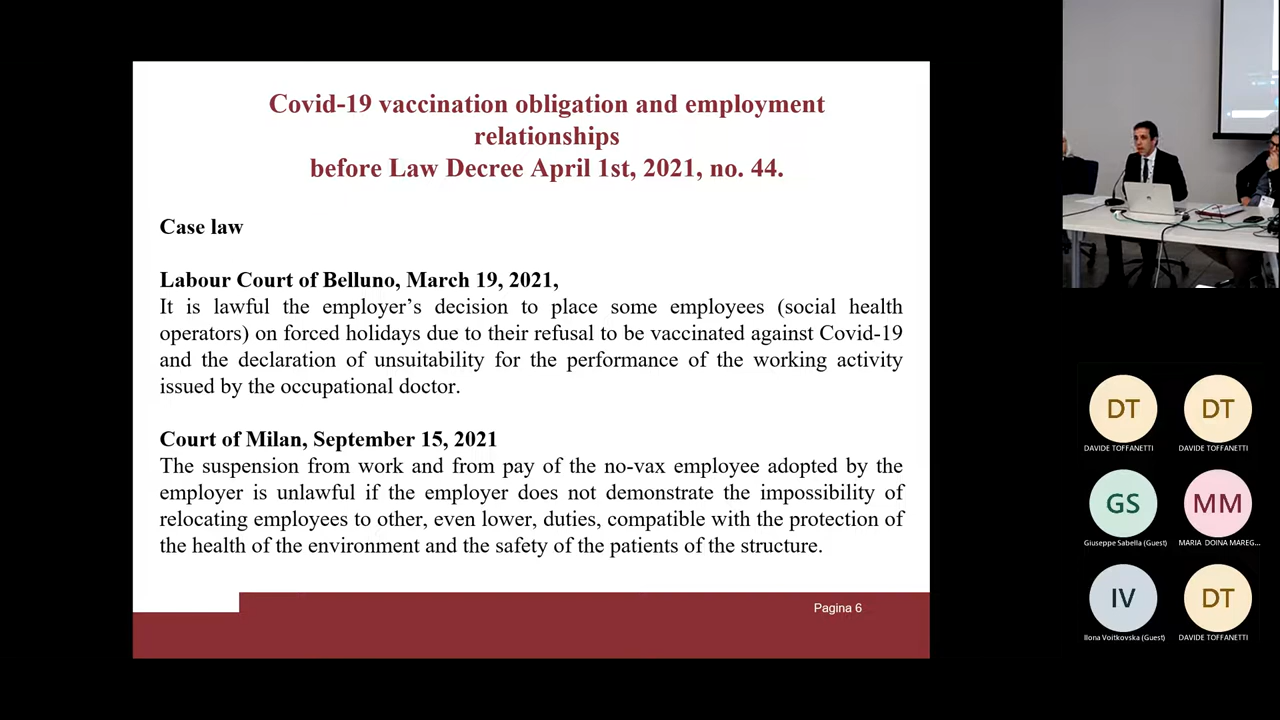 Covid-19 vaccination obligation and employment
relationships
before Law Decree April 1st, 2021, no. 44.
Case law
Labour Court of Belluno, March 19, 2021,
It is lawful the employer’s decision to place some employees (social health
operators) on forced holidays due to their refusal to be vaccinated against Covid-19
and the declaration of unsuitability for the performance of the working activity
issued by the occupational doctor.
Court of Milan, September 15, 2021
The suspension from work and from pay of the no-vax employee adopted by the
employer is unlawful if the employer does not demonstrate the impossibility of
relocating employees to other, even lower, duties, compatible with the protection of
the health of the environment and the safety of the patients of the structure.
Pagina 6
DT DT
DAVIDE TOFFANETTI DAVIDE TOFFANETTI
GS MM
Giuseppe Sabella (Guest) MARIA DOINA MAREG...
IV DT
Ilona Voitkovska (Guest) DAVIDE TOFFANETTI